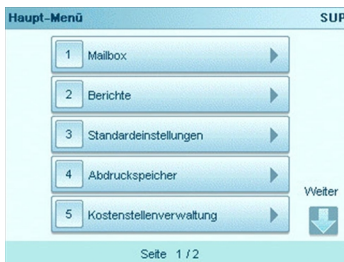 Haupt-Menü SUP
1 Mailbox
2 Berichte
3 Standardeinstellungen
4 Abdruckspeicher
5 Kostenstellenverwaltung
Weiter
Seite 1/2